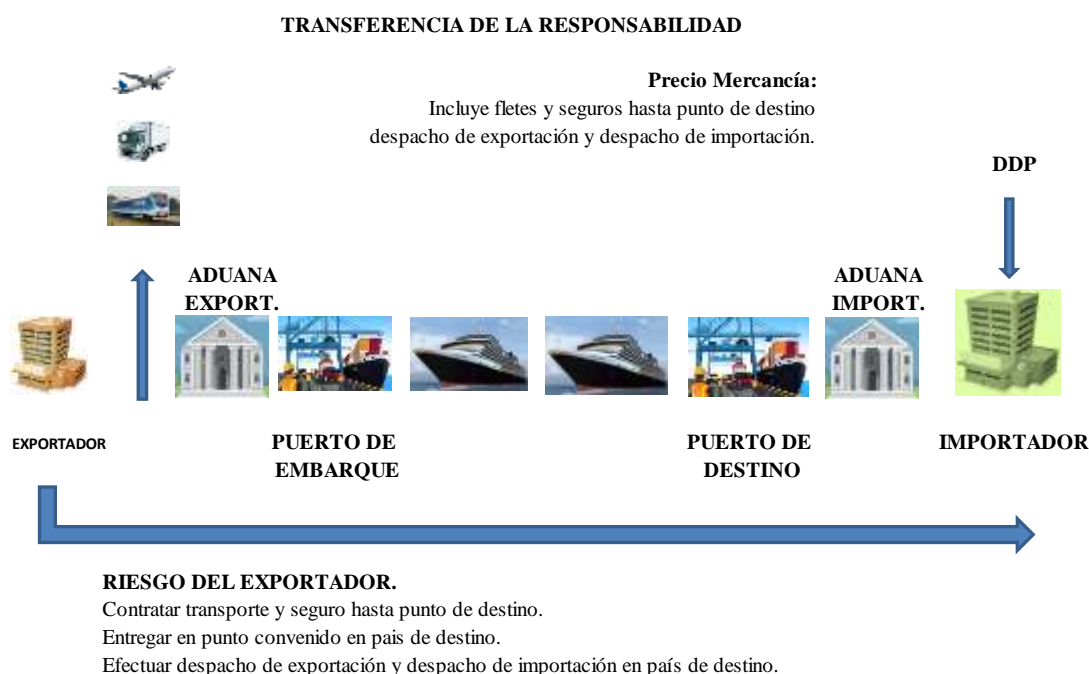 TRANSFERENCIA DE LA RESPONSABILIDAD
Precio Mercancía:
Incluye fletes y seguros hasta punto de destino
despacho de exportación y despacho de importación.
DDP
ADUANA
EXPORT.
ADUANA
IMPORT.
EXPORTADOR
PUERTO DE
EMBARQUE
PUERTO DE
DESTINO
IMPORTADOR
RIESGO DEL EXPORTADOR.
Contratar transporte y seguro hasta punto de destino.
Entregar en punto convenido en pais de destino.
Efectuar despacho de exportación y despacho de importación en país de destino.